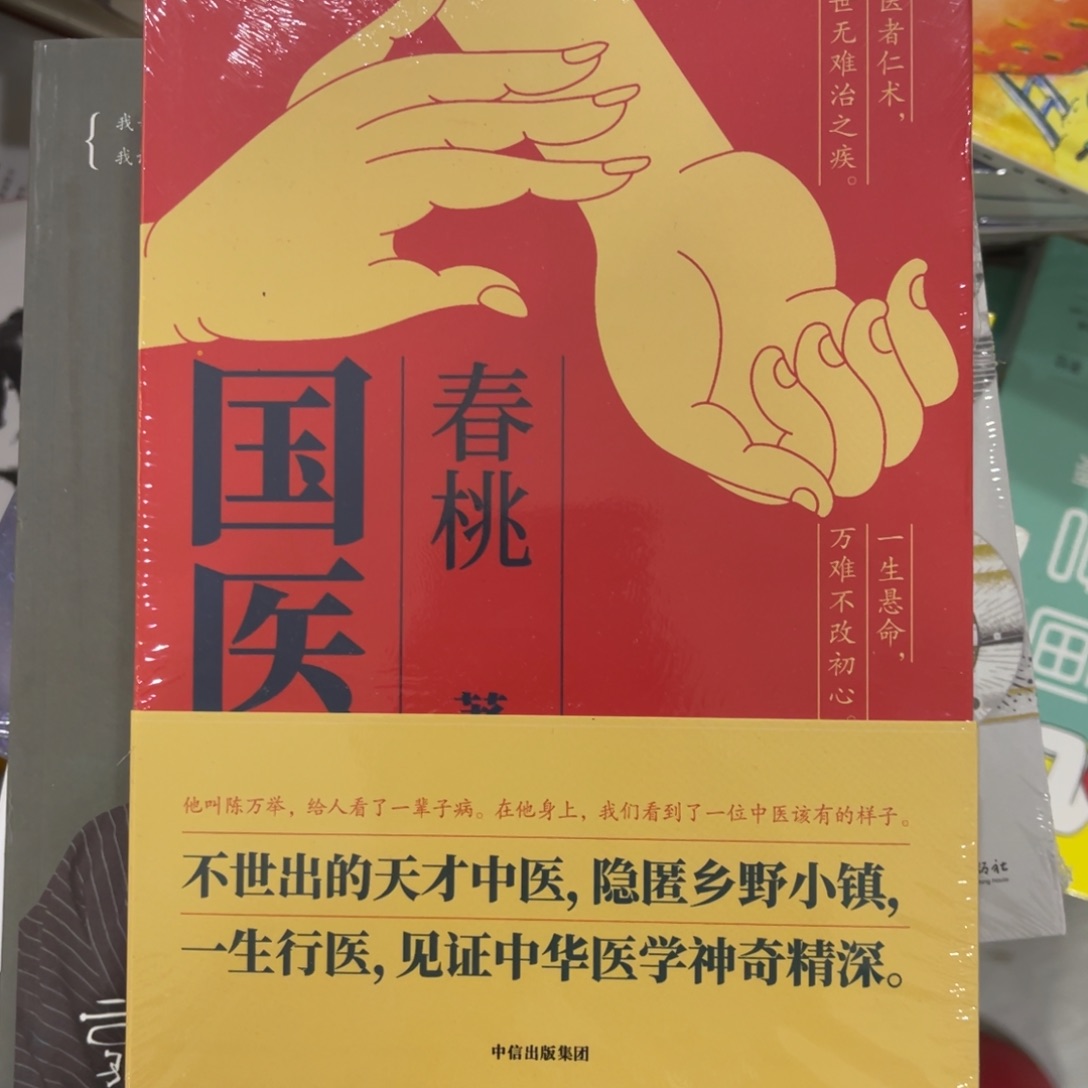 医者仁术，
世无难治之疾。
国医
春桃
著
一生悬命，
万难不改初心。
他叫陈万举，给人看了一辈子病。在他身上，我们看到了一位中医该有的样子。
不世出的天才中医，隐匿乡野小镇，
一生行医，见证中华医学神奇精深。
中信出版集团
我
我